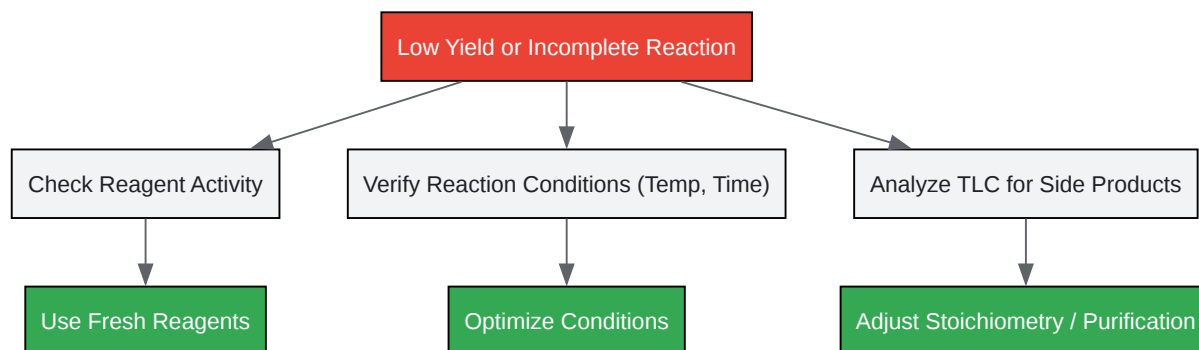 Low Yield or Incomplete Reaction
Check Reagent Activity
Verify Reaction Conditions (Temp, Time)
Analyze TLC for Side Products
Use Fresh Reagents
Optimize Conditions
Adjust Stoichiometry / Purification